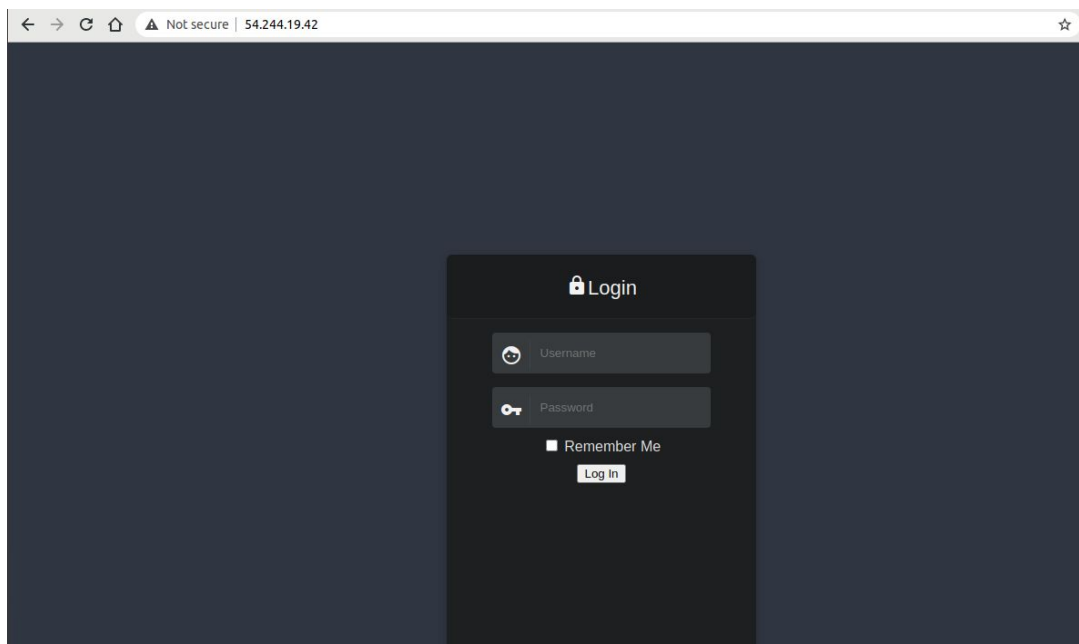 Not secure | 54.244.19.42
Login
Username
Password
Remember Me
Log In